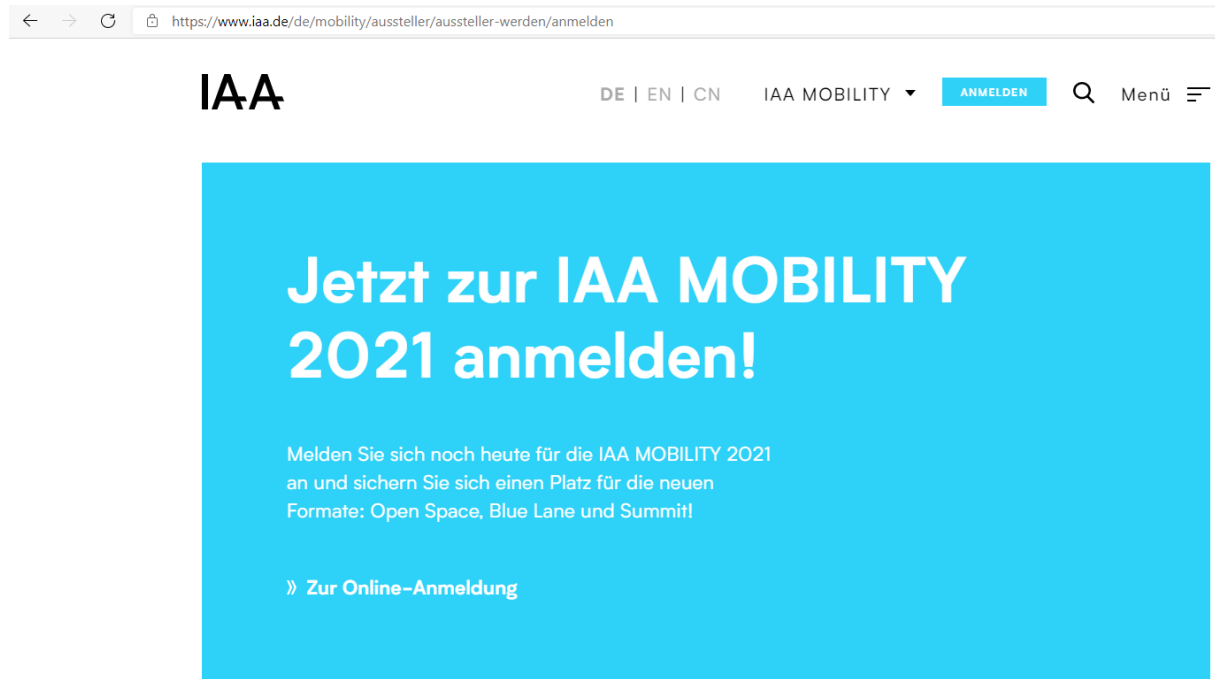 https://www.iaa.de/de/mobility/aussteller/aussteller-werden/anmelden
IAA
DE | EN | CN
IAA MOBILITY
ANMELDEN
Menü
Jetzt zur IAA MOBILITY
2021 anmelden!
Melden Sie sich noch heute für die IAA MOBILITY 2021
an und sichern Sie sich einen Platz für die neuen
Formate: Open Space, Blue Lane und Summit!
» Zur Online-Anmeldung